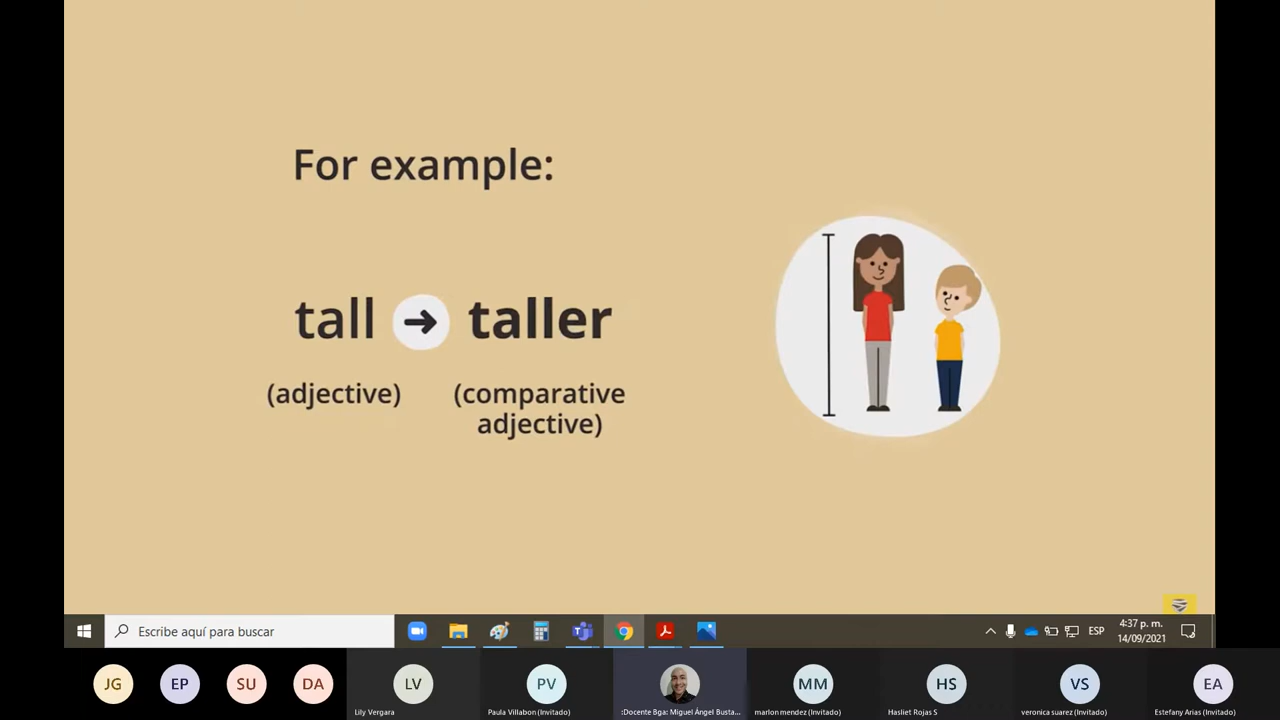 For example:
tall → taller
(adjective) (comparative
adjective)
Escribe aquí para buscar
ESP
4:37 p. m.
14/09/2021
JG EP SU DA LV PV MM HS VS EA
Lily Vergara
Paula Villabon (Invitado)
:Docente Bga: Miguel Ángel Busta...
marlon mendez (Invitado)
Hasliet Rojas S
veronica suarez (Invitado)
Estefany Arias (Invitado)